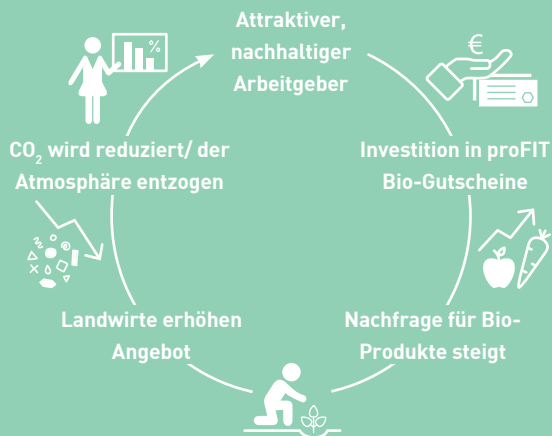 Attraktiver,
nachhaltiger
Arbeitgeber
%
€
CO₂ wird reduziert/ der
Atmosphäre entzogen
Investition in proFIT
Bio-Gutscheine
Landwirte erhöhen
Angebot
Nachfrage für Bio-
Produkte steigt